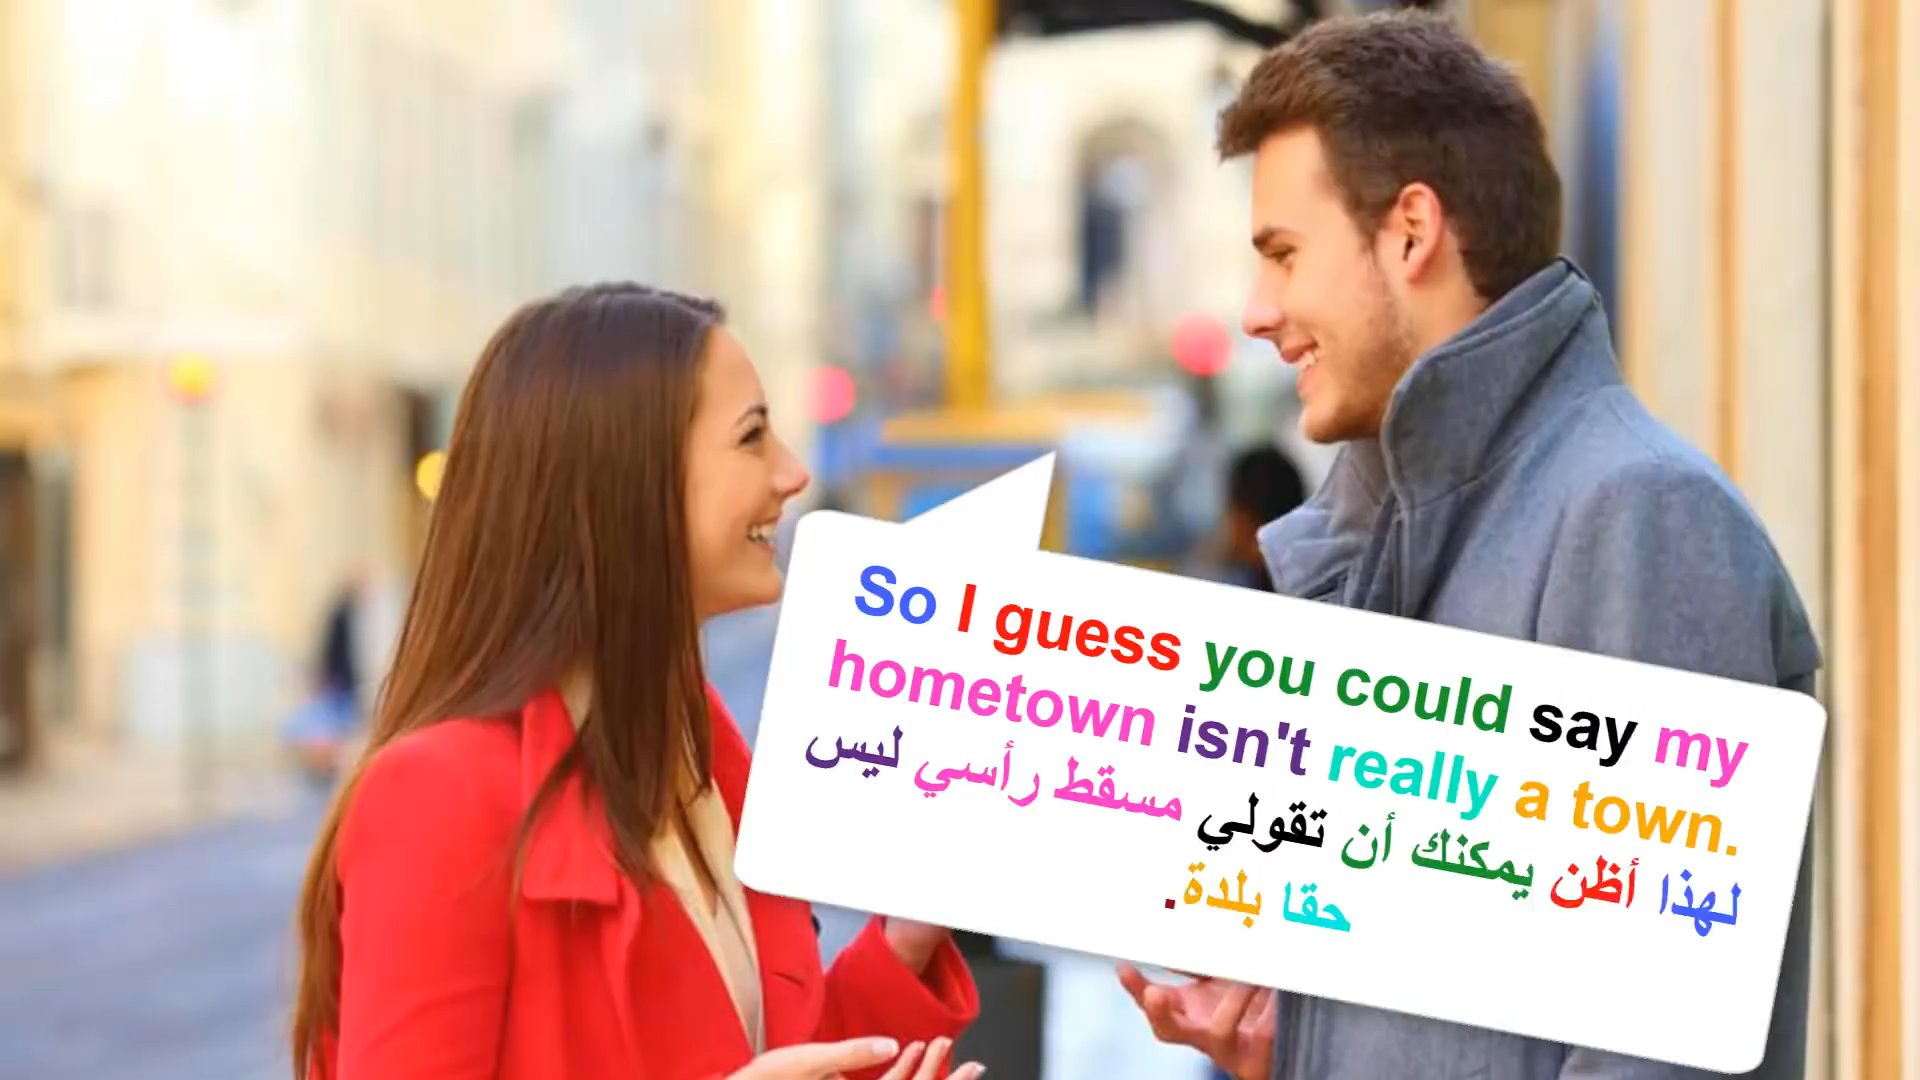 So I guess you could say my
hometown isn't really a town.
لهذا أظن يمكنك أن تقولي مسقط رأسي ليس
حقا بلدة.